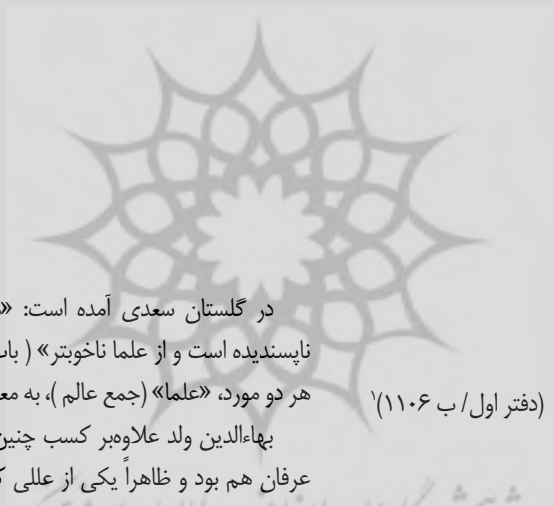 در گلستان سعدی آمده است: «
ناپسندیده است و از علما ناخوبتر» ( باب
(دفتر اول/ ب ۱۱۰۶)۱
هر دو مورد، «علما» (جمع عالم )، به مع
بهاءالدین ولد علاوه‌بر کسب چنین
عرفان هم بود و ظاهراً یکی از عللی ک